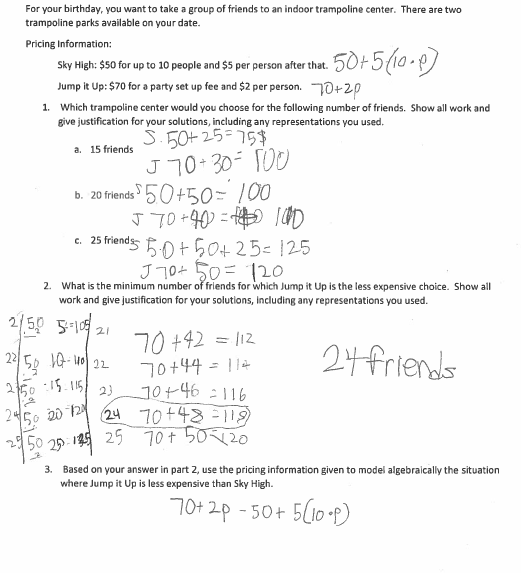 For your birthday, you want to take a group of friends to an indoor trampoline center. There are two
trampoline parks available on your date.
Pricing Information:
Sky High: $50 for up to 10 people and $5 per person after that. 50+5(10·p)
Jump it Up: $70 for a party set up fee and $2 per person. 70+2p
1. Which trampoline center would you choose for the following number of friends. Show all work and
give justification for your solutions, including any representations you used.
S. 50+25=75$
a. 15 friends
J 70+30=100
b. 20 friends S 50+50=100
J 70+40= 110
c. 25 friends S 50+50+25=125
J 70+50=120
2. What is the minimum number of friends for which Jump it Up is the less expensive choice. Show all
work and give justification for your solutions, including any representations you used.
21 50 5=105 21 70+42=112
22 50 10-110 22 70+44=114
50 15.115 23 70+46=116
24 50 20 120 24 70+48=118
25 50 25 125 25 70+50=120
24 friends
3. Based on your answer in part 2, use the pricing information given to model algebraically the situation
where Jump it Up is less expensive than Sky High.
70+2p-50+5(10·p)